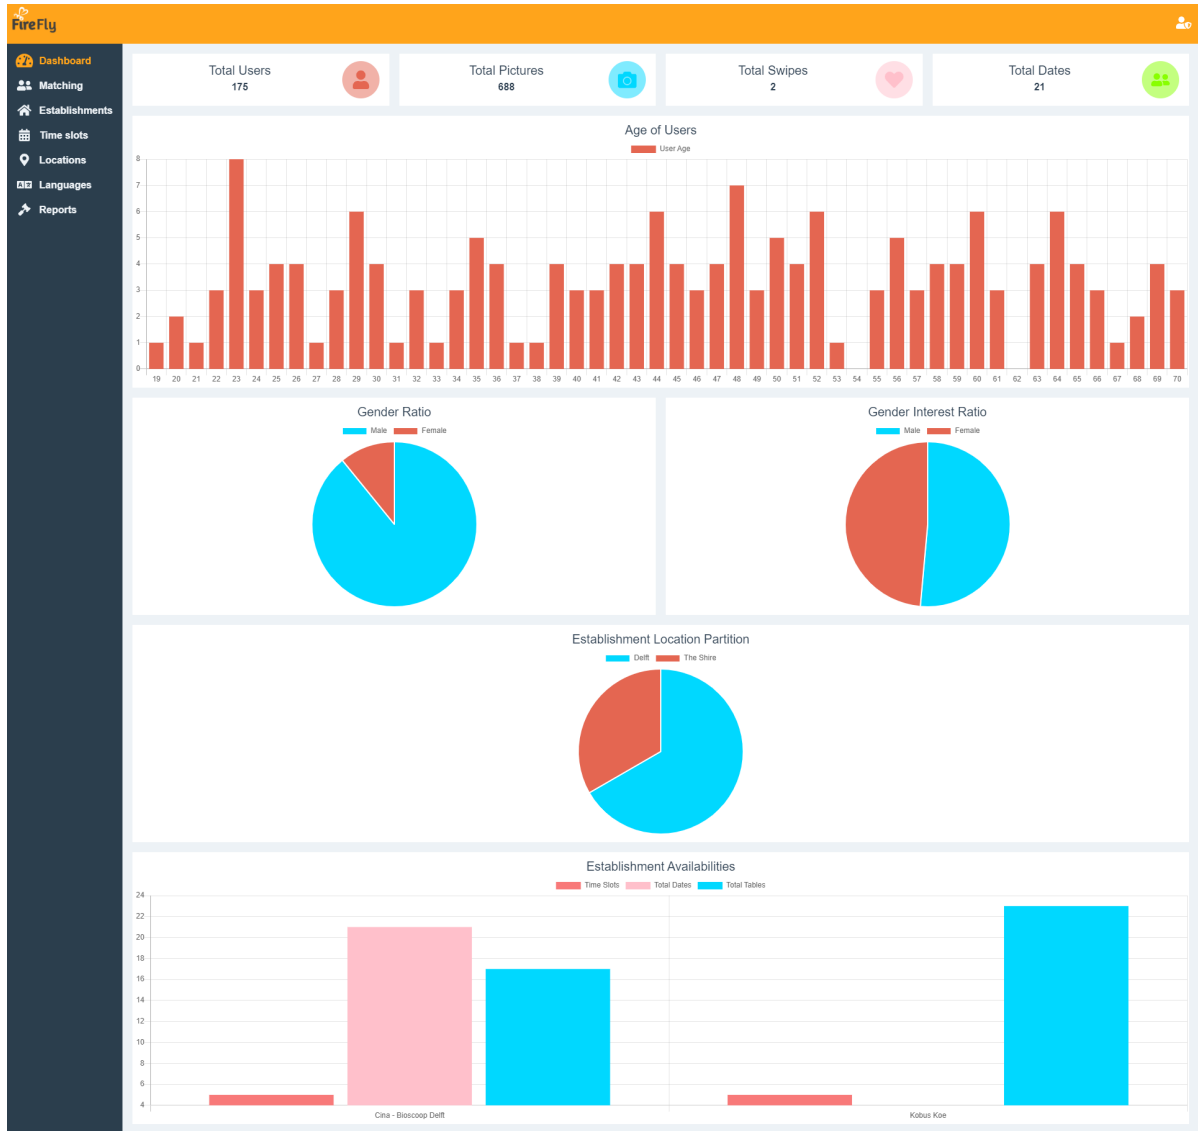 FireFly
Dashboard
Matching
Establishments
Time slots
Locations
Languages
Reports
Total Users
175
Total Pictures
688
Total Swipes
2
Total Dates
21
Age of Users
User Age
8
7
6
5
4
3
2
1
0
19 20 21 22 23 24 25 26 27 28 29 30 31 32 33 34 35 36 37 38 39 40 41 42 43 44 45 46 47 48 49 50 51 52 53 54 55 56 57 58 59 60 61 62 63 64 65 66 67 68 69 70
Gender Ratio
Male Female
Gender Interest Ratio
Male Female
Establishment Location Partition
Delft The Shire
Establishment Availabilities
Time Slots Total Dates Total Tables
24
22
20
18
16
14
12
10
8
6
4
Cina - Bioscoop Delft Kobus Koe